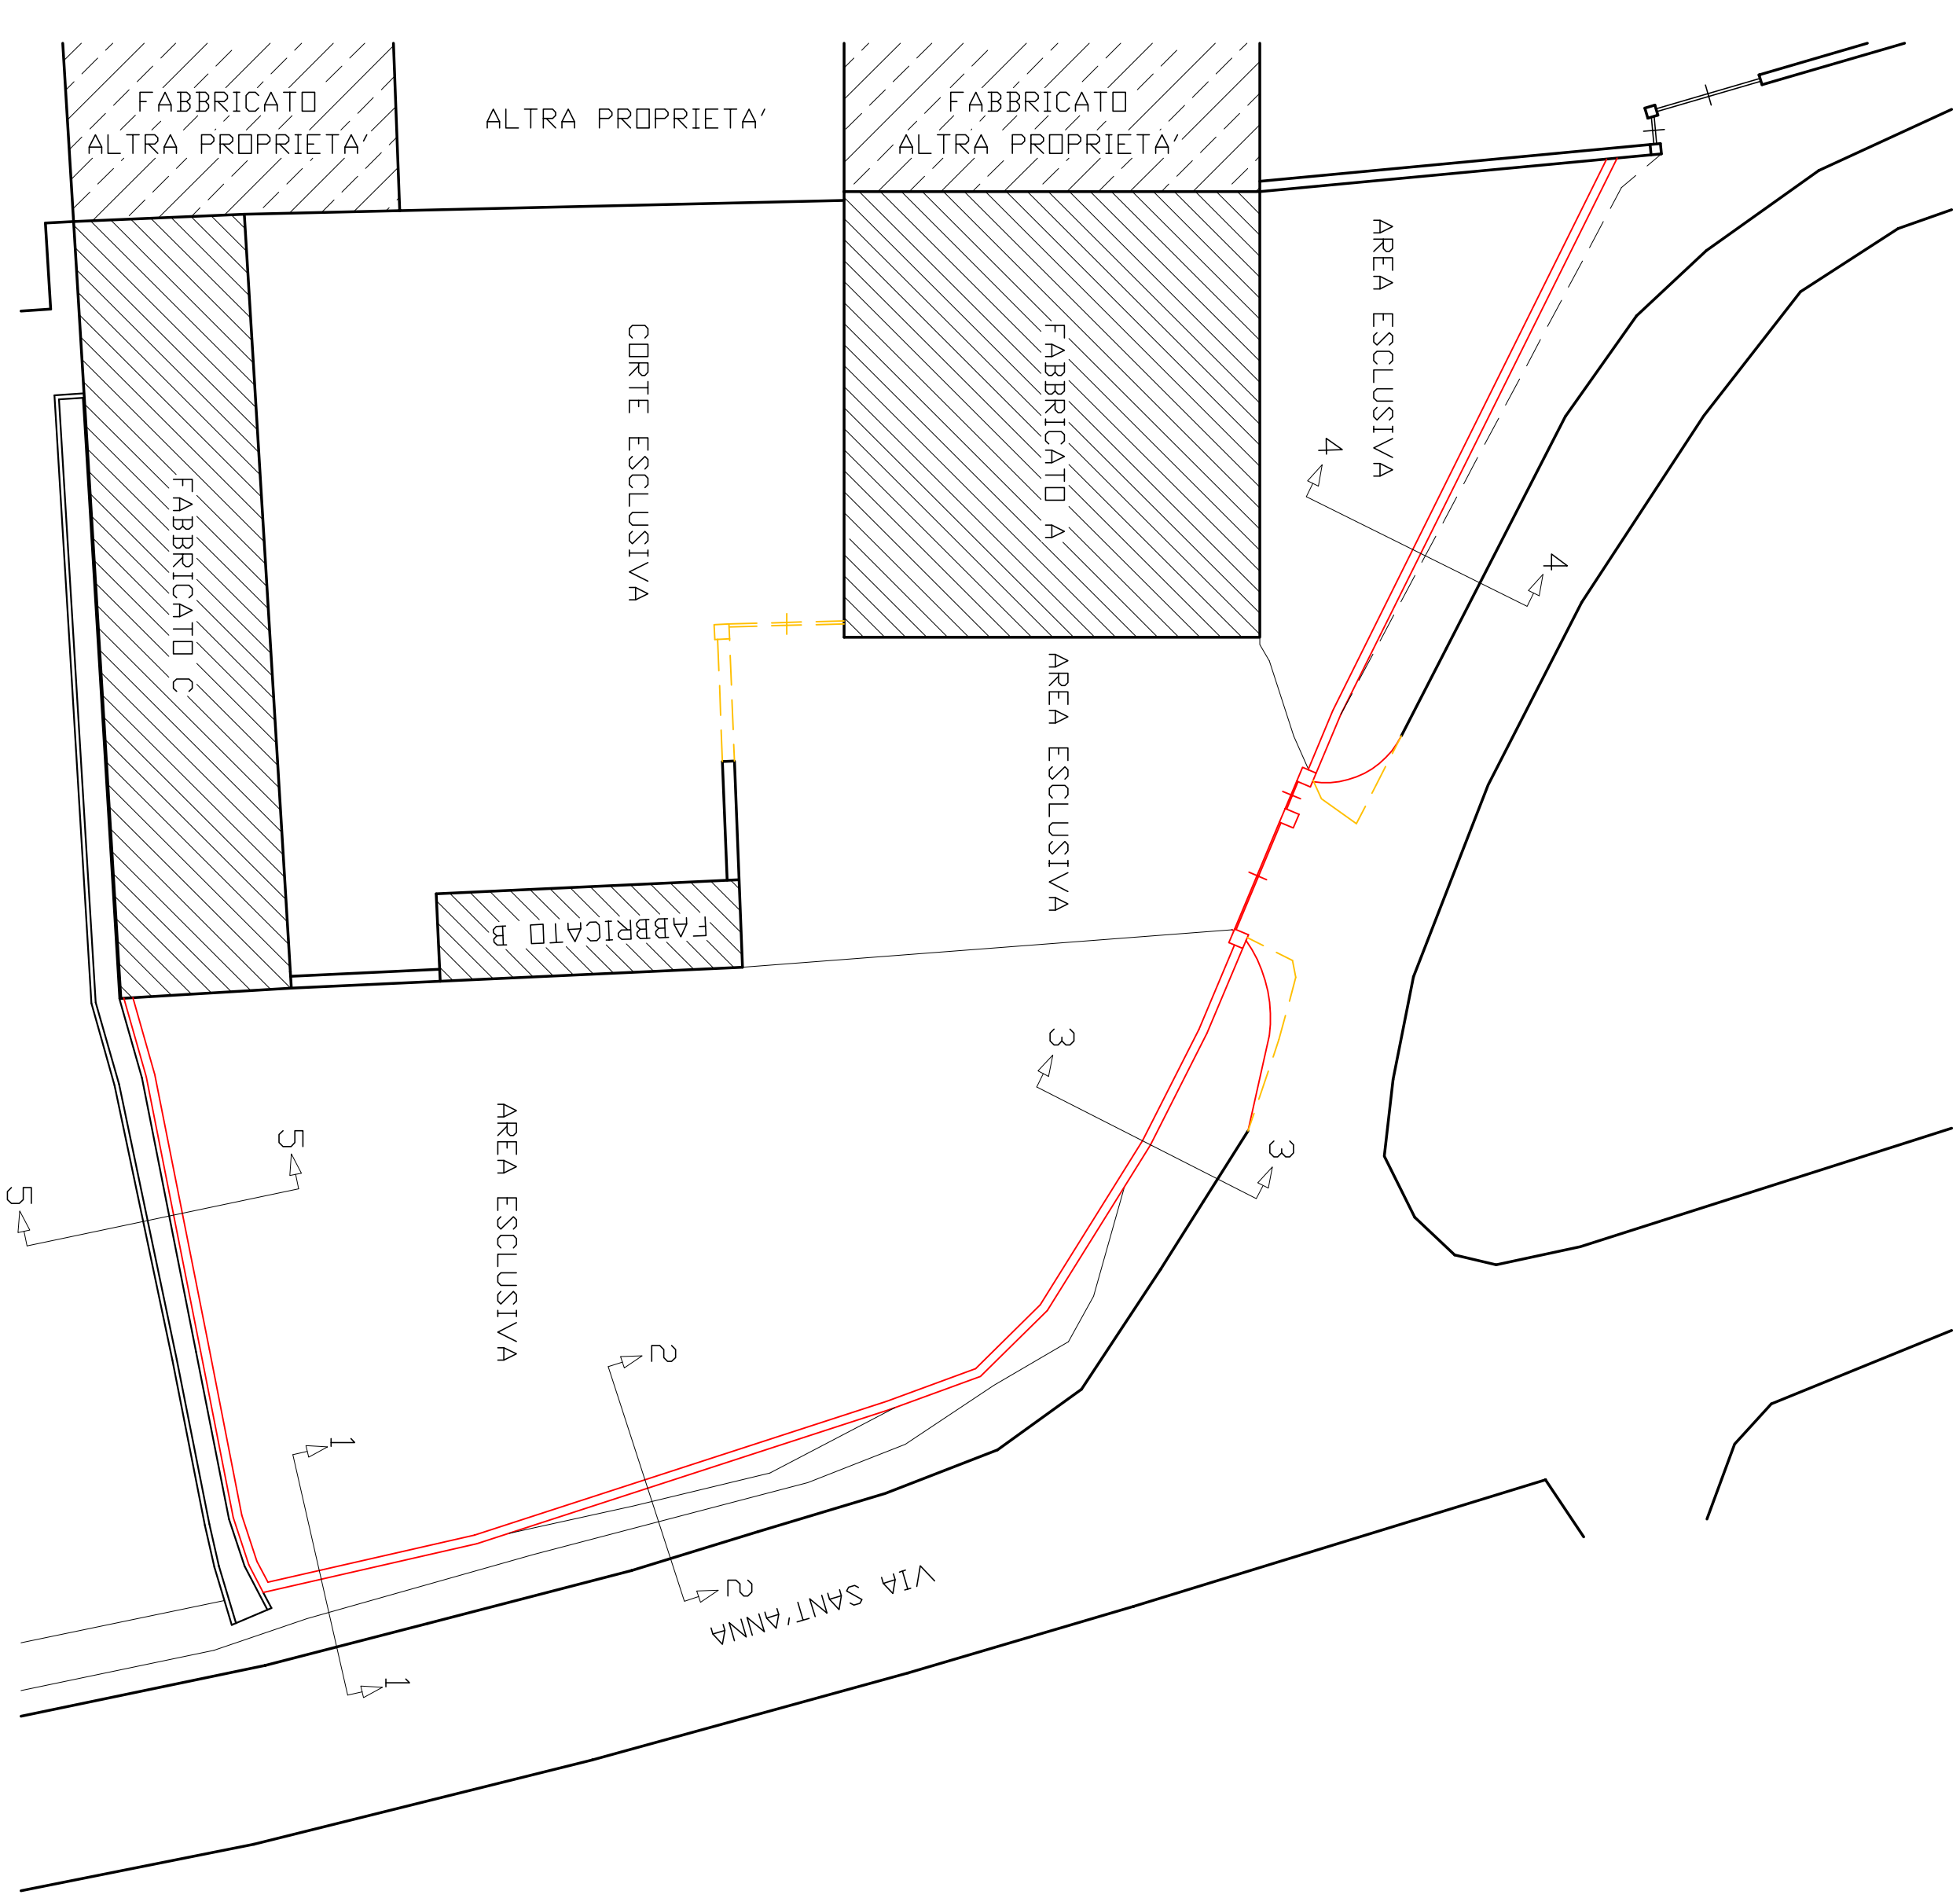 FABBRICATO
ALTRA PROPRIETA'
ALTRA PROPRIETA'
FABBRICATO
ALTRA PROPRIETA'
AREA ESCLUSIVA
CORTE ESCLUSIVA
FABBRICATO A
4
4
FABBRICATO C
AREA ESCLUSIVA
FABBRICATO B
3
3
AREA ESCLUSIVA
5
5
2
2
1
1
VIA SANT'ANNA